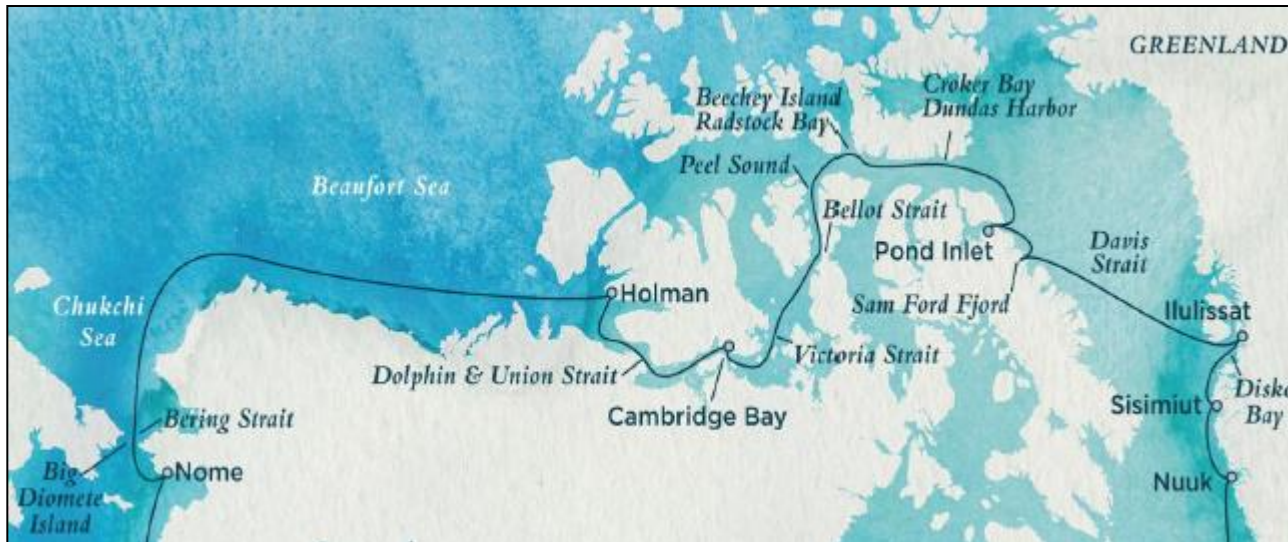 GREENLAND
Croker Bay
Dundas Harbor
Beechey Island
Radstock Bay
Peel Sound
Beaufort Sea
Bellot Strait
Pond Inlet
Davis
Strait
Holman
Sam Ford Fjord
Chukchi
Sea
Ilulissat
Victoria Strait
Dolphin & Union Strait
Disko
Bay
Sisimiut
Cambridge Bay
Bering Strait
Big
Diomete
Island
Nome
Nuuk